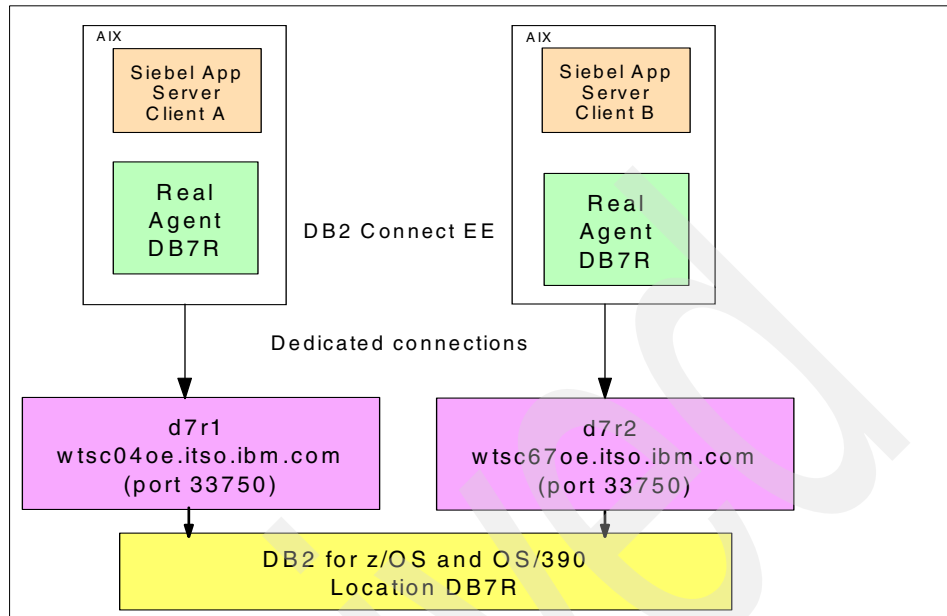 AIX
Siebel App
Server
Client A
Real
Agent
DB7R
AIX
Siebel App
Server
Client B
Real
Agent
DB7R
DB2 Connect EE
Dedicated connections
d7r1
wtsc04oe.itso.ibm.com
(port 33750)
d7r2
wtsc67oe.itso.ibm.com
(port 33750)
DB2 for z/OS and OS/390
Location DB7R